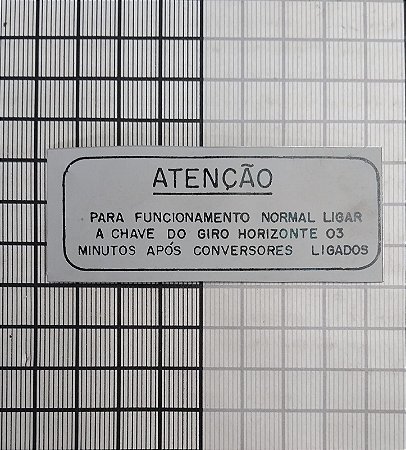 ATENÇÃO
PARA FUNCIONAMENTO NORMAL LIGAR
A CHAVE DO GIRO HORIZONTE 03
MINUTOS APÓS CONVERSORES LIGADOS